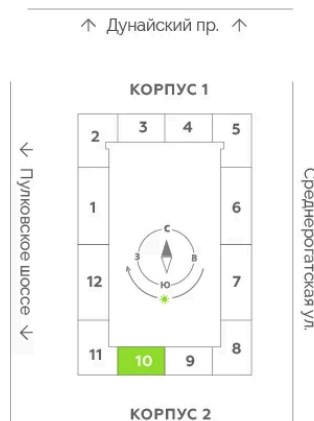 ↑ Дунайский пр. ↑
КОРПУС 1
2 3 4 5
← Пулковское шоссе →
Среднерогатская ул.
1 6
С
З В
Ю
12 7
11 10 9 8
КОРПУС 2